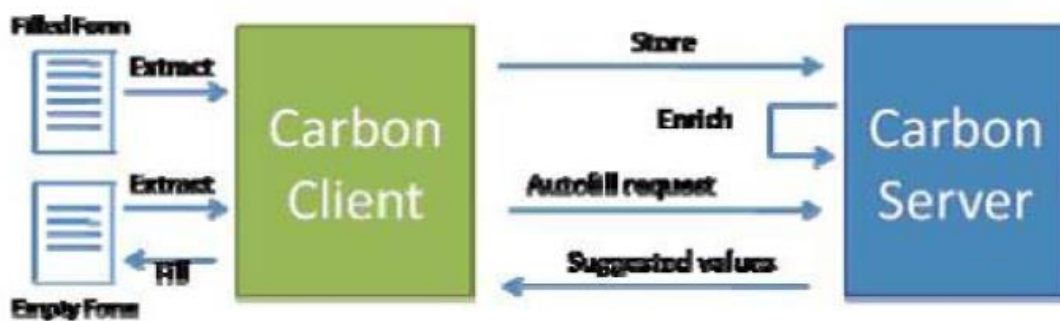 Filled Form
Extract
Store
Carbon
Client
Enrich
Carbon
Server
Extract
Autofill request
Fill
Suggested values
Empty Form